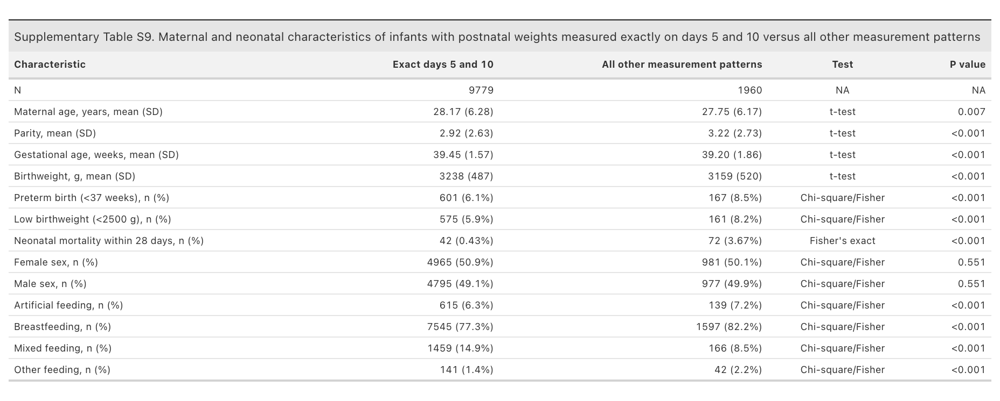 Supplementary Table S9. Maternal and neonatal characteristics of infants with postnatal weights measured exactly on days 5 and 10 versus all other measurement patterns
Characteristic Exact days 5 and 10 All other measurement patterns Test P value
N 9779 1960 NA NA
Maternal age, years, mean (SD) 28.17 (6.28) 27.75 (6.17) t-test 0.007
Parity, mean (SD) 2.92 (2.63) 3.22 (2.73) t-test <0.001
Gestational age, weeks, mean (SD) 39.45 (1.57) 39.20 (1.86) t-test <0.001
Birthweight, g, mean (SD) 3238 (487) 3159 (520) t-test <0.001
Preterm birth (<37 weeks), n (%) 601 (6.1%) 167 (8.5%) Chi-square/Fisher <0.001
Low birthweight (<2500 g), n (%) 575 (5.9%) 161 (8.2%) Chi-square/Fisher <0.001
Neonatal mortality within 28 days, n (%) 42 (0.43%) 72 (3.67%) Fisher's exact <0.001
Female sex, n (%) 4965 (50.9%) 981 (50.1%) Chi-square/Fisher 0.551
Male sex, n (%) 4795 (49.1%) 977 (49.9%) Chi-square/Fisher 0.551
Artificial feeding, n (%) 615 (6.3%) 139 (7.2%) Chi-square/Fisher <0.001
Breastfeeding, n (%) 7545 (77.3%) 1597 (82.2%) Chi-square/Fisher <0.001
Mixed feeding, n (%) 1459 (14.9%) 166 (8.5%) Chi-square/Fisher <0.001
Other feeding, n (%) 141 (1.4%) 42 (2.2%) Chi-square/Fisher <0.001